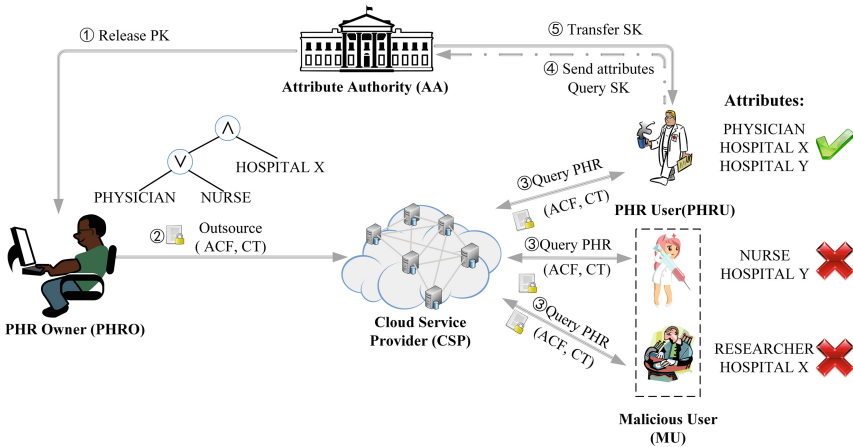 ① Release PK
⑤ Transfer SK
④ Send attributes
Query SK
Attribute Authority (AA)
Attributes:
PHYSICIAN
HOSPITAL X
HOSPITAL Y
∧
∨
HOSPITAL X
PHYSICIAN
NURSE
③Query PHR
(ACF, CT)
PHR User(PHRU)
② Outsource
( ACF, CT)
③Query PHR
(ACF, CT)
NURSE
HOSPITAL Y
③Query PHR
(ACF, CT)
PHR Owner (PHRO)
Cloud Service
Provider (CSP)
RESEARCHER
HOSPITAL X
Malicious User
(MU)